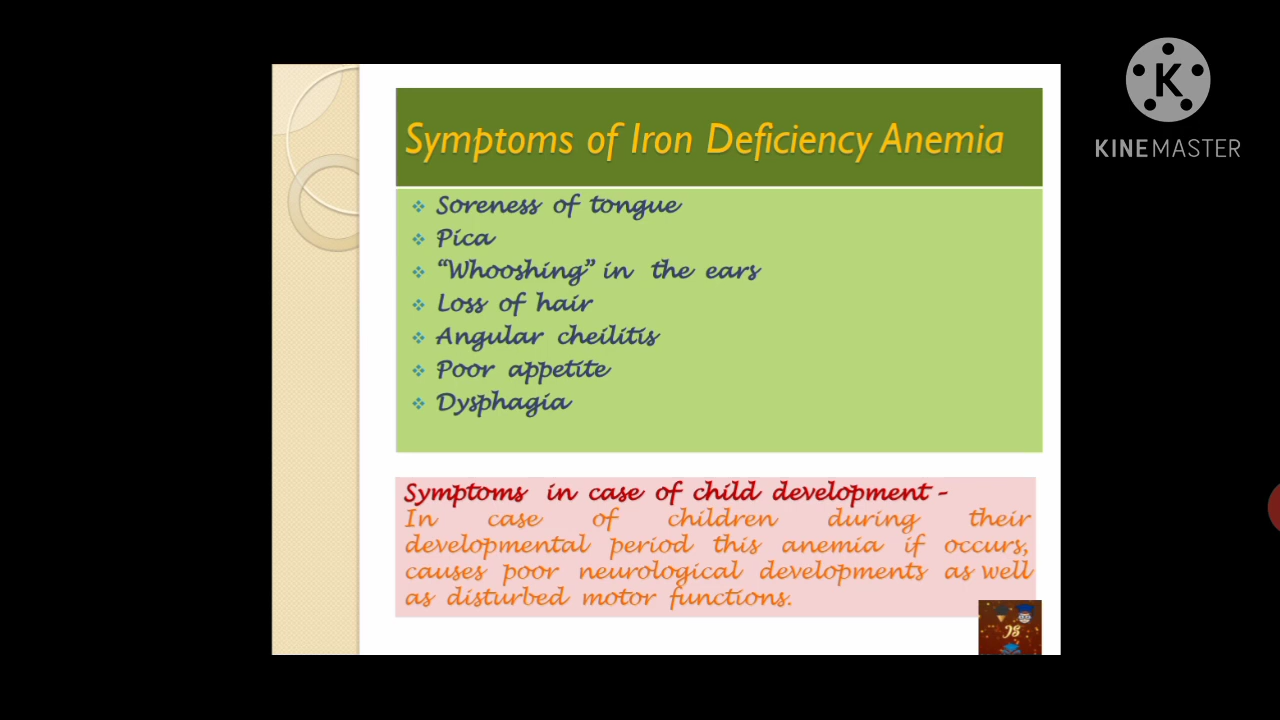 Symptoms of Iron Deficiency Anemia
Soreness of tongue
Pica
“Whooshing” in the ears
Loss of hair
Angular cheilitis
Poor appetite
Dysphagia
Symptoms in case of child development –
In case of children during their
developmental period this anemia if occurs,
causes poor neurological developments as well
as disturbed motor functions.
JS
K
KINEMASTER